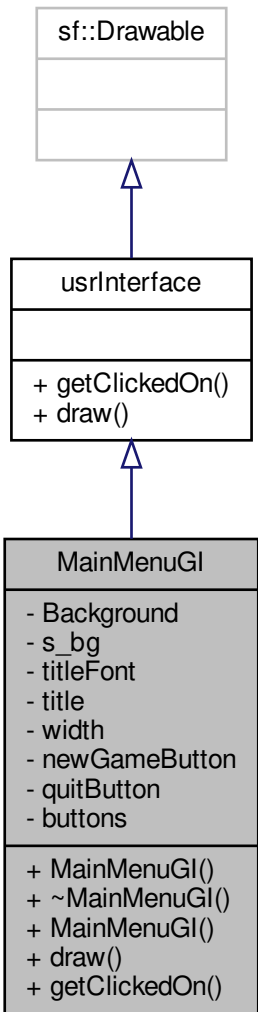 sf::Drawable
usrInterface
+ getClickedOn()
+ draw()
MainMenuGI
- Background
- s_bg
- titleFont
- title
- width
- newGameButton
- quitButton
- buttons
+ MainMenuGI()
+ ~MainMenuGI()
+ MainMenuGI()
+ draw()
+ getClickedOn()